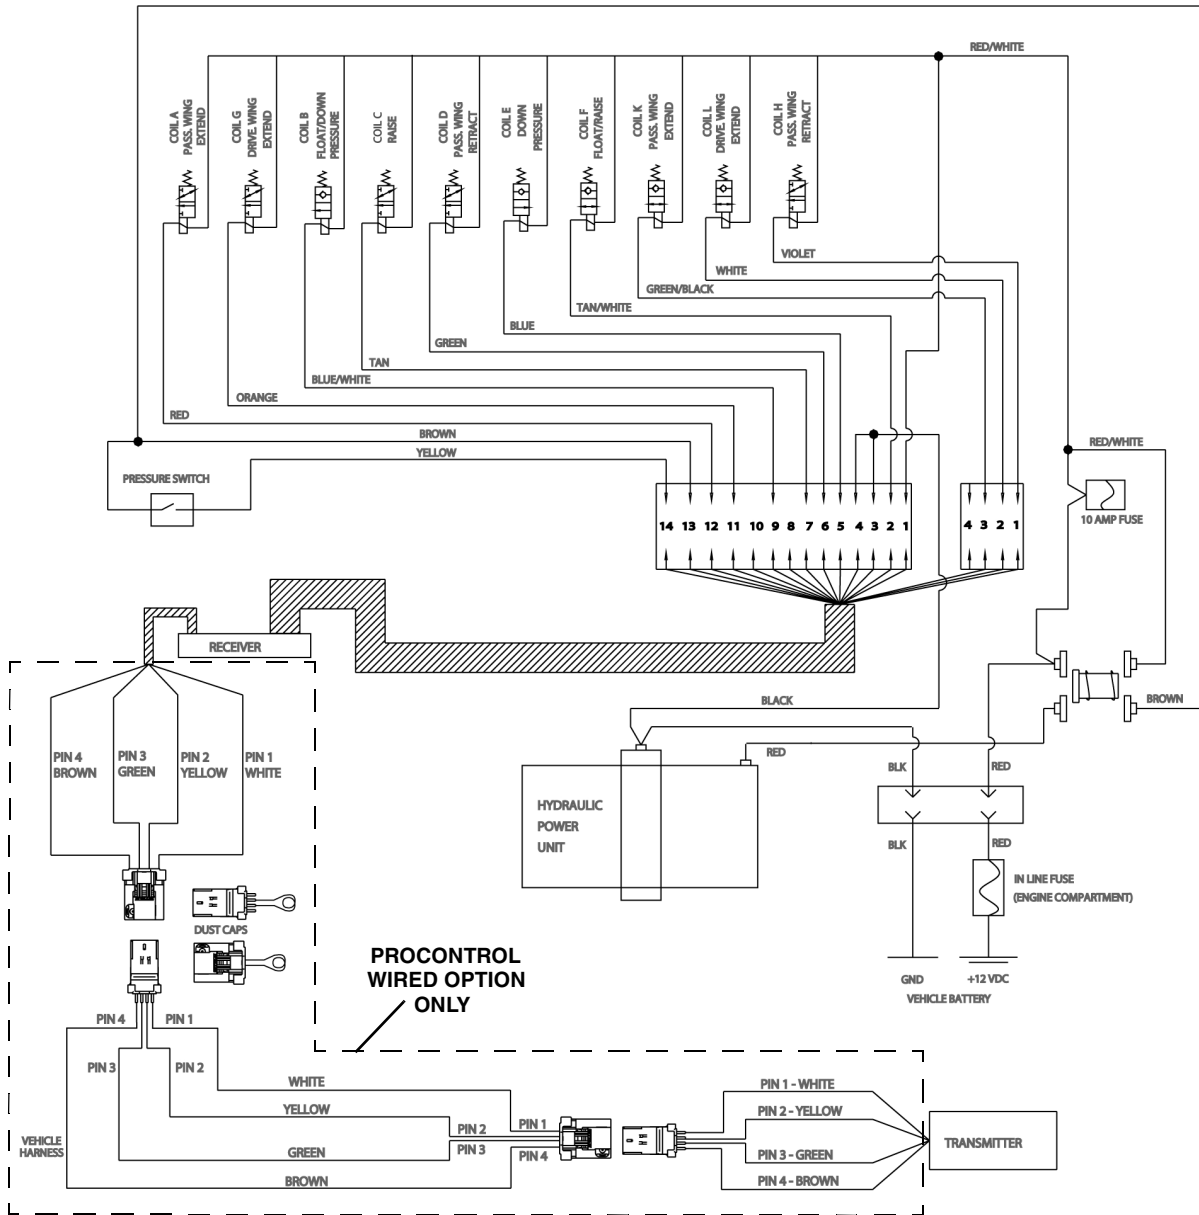 RED/WHITE
COIL A
PASS. WING
EXTEND
COIL G
DRIVE. WING
EXTEND
COIL B
FLOAT/DOWN
PRESSURE
COIL C
RAISE
COIL D
PASS. WING
RETRACT
COIL E
DOWN
PRESSURE
COIL F
FLOAT/RAISE
COIL K
PASS. WING
EXTEND
COIL L
DRIVE. WING
EXTEND
COIL H
PASS. WING
RETRACT
VIOLET
WHITE
GREEN/BLACK
TAN/WHITE
BLUE
GREEN
TAN
BLUE/WHITE
ORANGE
RED
BROWN
YELLOW
RED/WHITE
PRESSURE SWITCH
10 AMP FUSE
14 13 12 11 10 9 8 7 6 5 4 3 2 1
4 3 2 1
RECEIVER
BLACK
BROWN
RED
PIN 4
BROWN
PIN 3
GREEN
PIN 2
YELLOW
PIN 1
WHITE
BLK
RED
HYDRAULIC
POWER
UNIT
BLK
RED
IN LINE FUSE
(ENGINE COMPARTMENT)
DUST CAPS
PROCONTROL
WIRED OPTION
ONLY
GND
+12 VDC
VEHICLE BATTERY
PIN 4
PIN 1
PIN 3
PIN 2
WHITE
YELLOW
GREEN
BROWN
VEHICLE
HARNESS
PIN 1
PIN 2
PIN 3
PIN 4
PIN 1 - WHITE
PIN 2 - YELLOW
PIN 3 - GREEN
PIN 4 - BROWN
TRANSMITTER